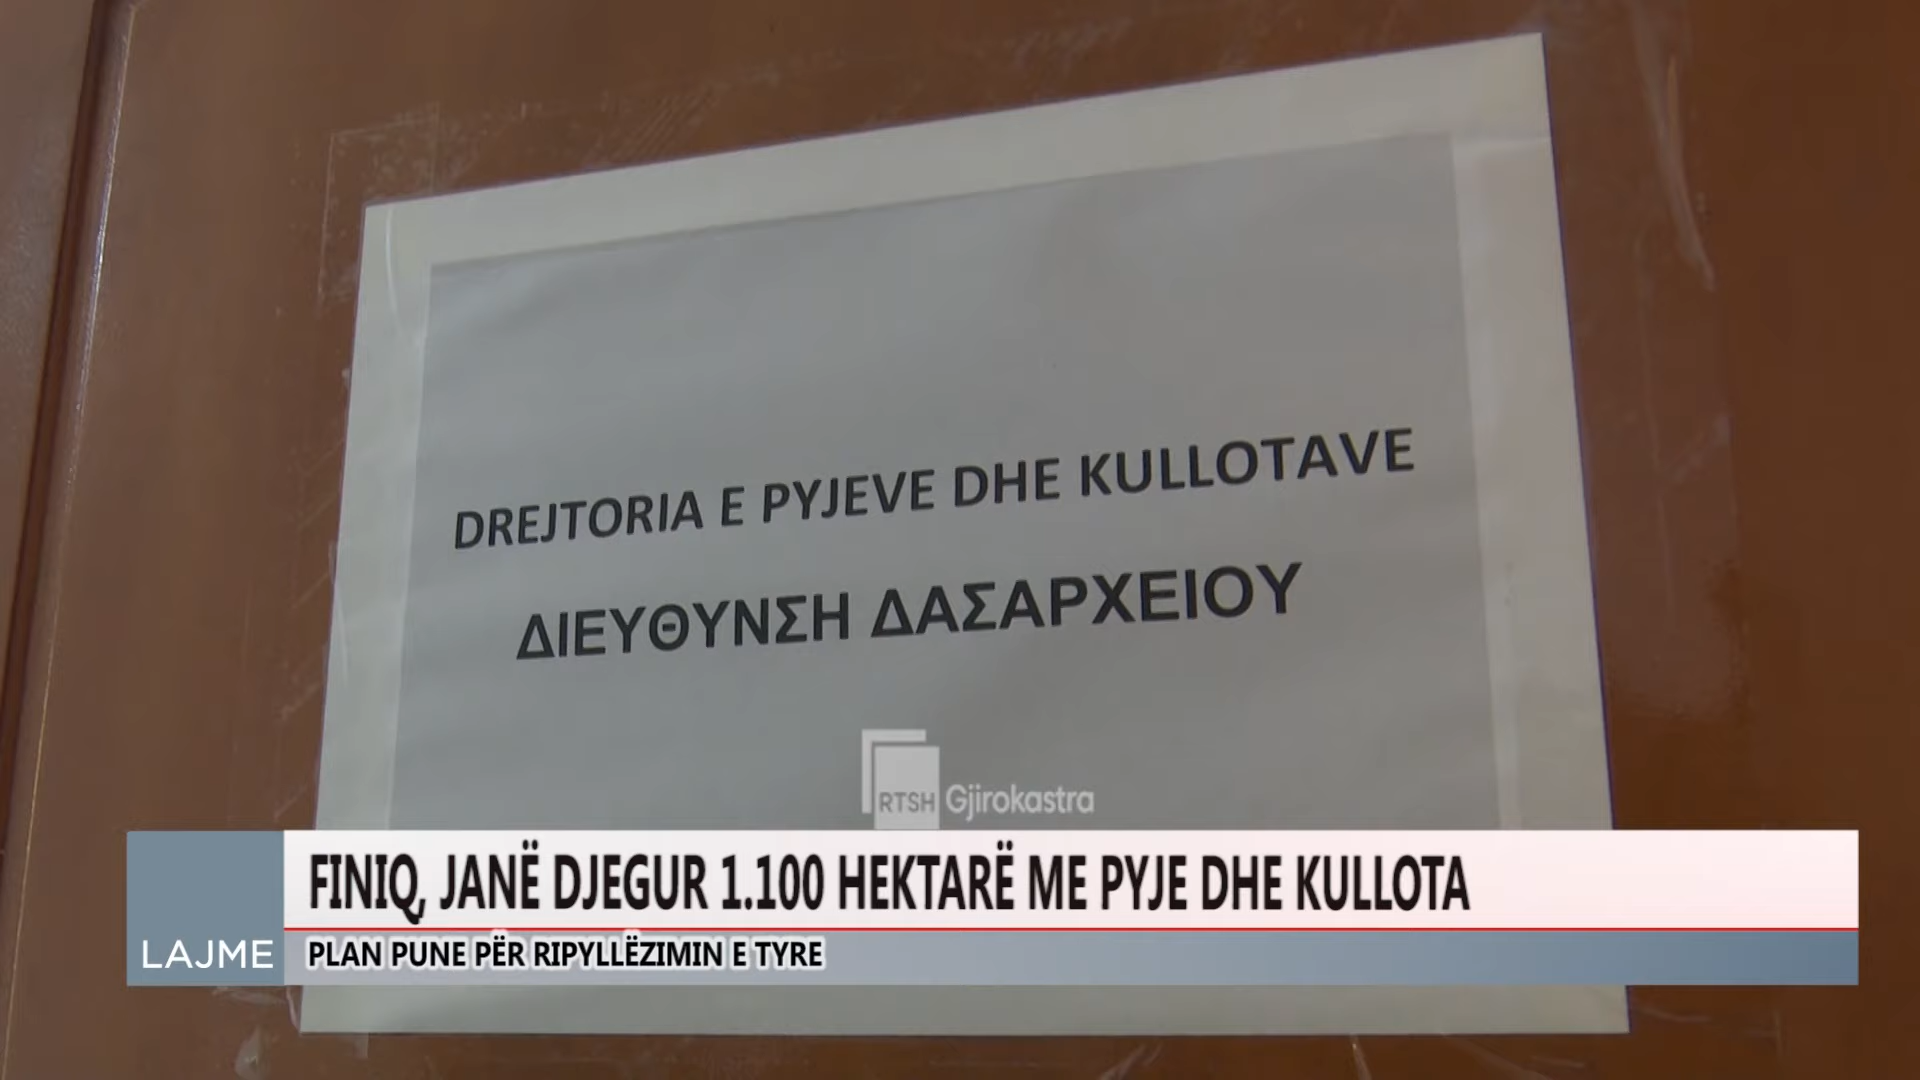 DREJTORIA E PYJEVE DHE KULLOTAVE
ΔΙΕΥΘΥΝΣΗ ΔΑΣΑΡΧΕΙΟΥ
RTSH Gjirokastra
FINIQ, JANË DJEGUR 1.100 HEKTARË ME PYJE DHE KULLOTA
LAJME
PLAN PUNE PËR RIPYLLËZIMIN E TYRE